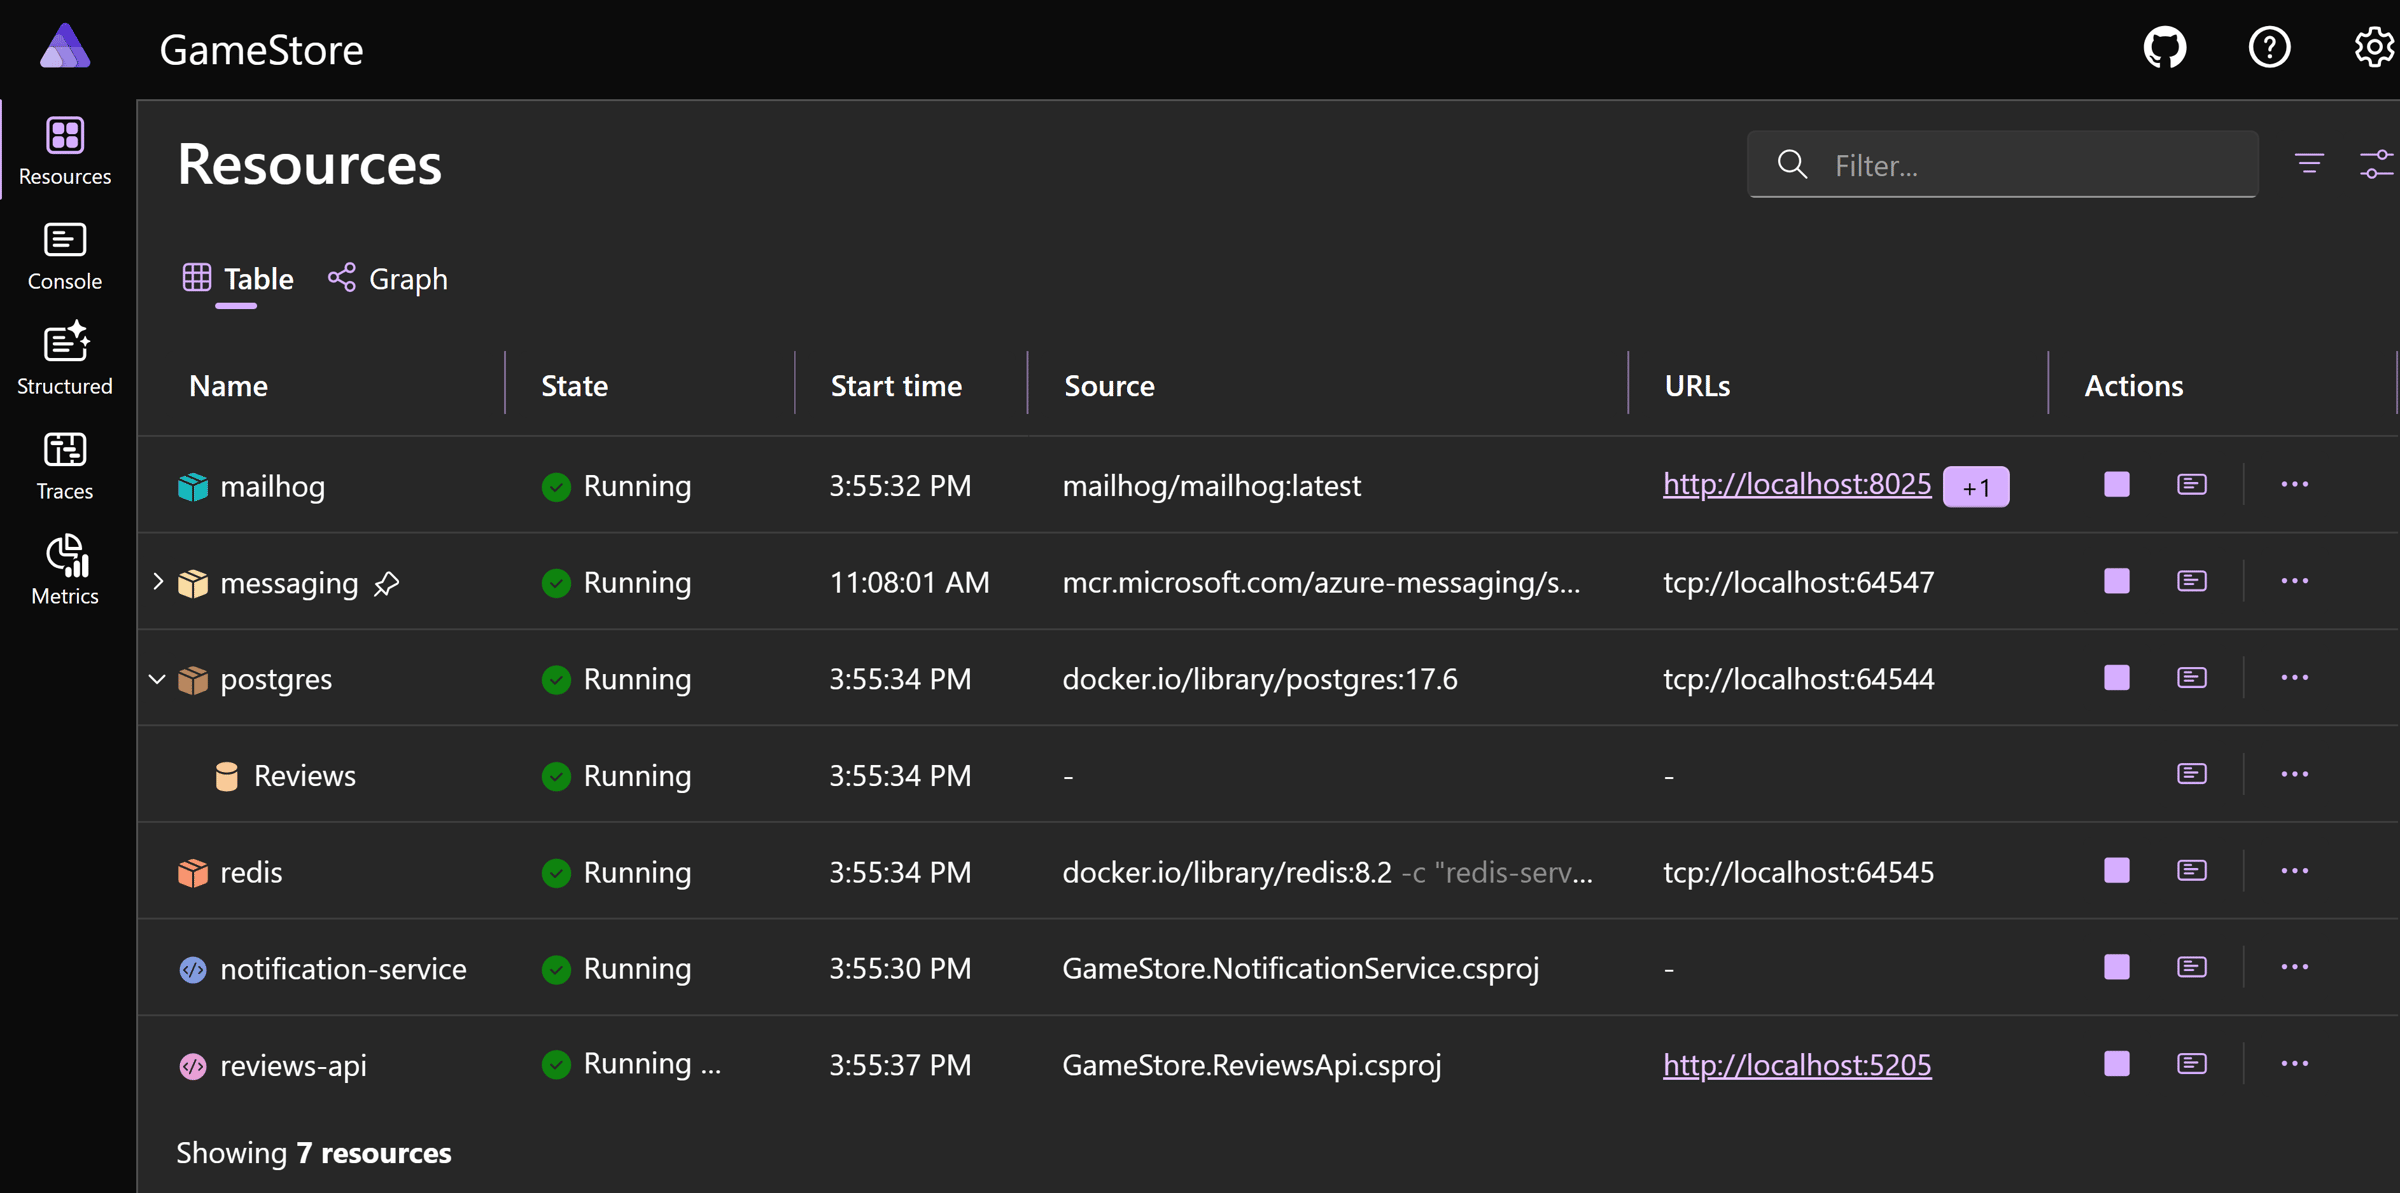 GameStore
Resources
Console
Structured
Traces
Metrics
Resources
Filter...
Table Graph
Name State Start time Source URLs Actions
mailhog Running 3:55:32 PM mailhog/mailhog:latest http://localhost:8025 +1
messaging Running 11:08:01 AM mcr.microsoft.com/azure-messaging/s... tcp://localhost:64547
postgres Running 3:55:34 PM docker.io/library/postgres:17.6 tcp://localhost:64544
Reviews Running 3:55:34 PM - -
redis Running 3:55:34 PM docker.io/library/redis:8.2 -c "redis-serv... tcp://localhost:64545
notification-service Running 3:55:30 PM GameStore.NotificationService.csproj -
reviews-api Running ... 3:55:37 PM GameStore.ReviewsApi.csproj http://localhost:5205
Showing 7 resources